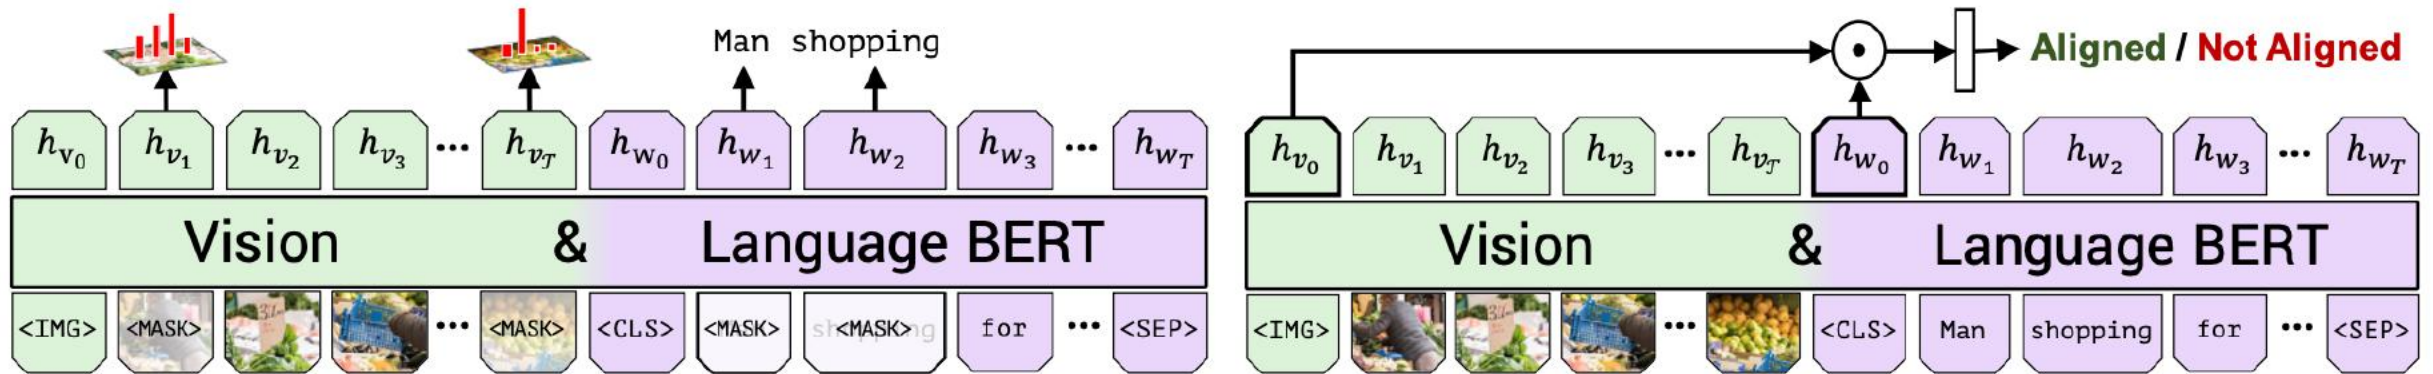 Man shopping
Aligned / Not Aligned
h_v₀ h_v₁ h_v₂ h_v₃ ... h_v𝒯 h_w₀ h_w₁ h_w₂ h_w₃ ... h_w_T
h_v₀ h_v₁ h_v₂ h_v₃ ... h_v𝒯 h_w₀ h_w₁ h_w₂ h_w₃ ... h_w_T
Vision & Language BERT
Vision & Language BERT
<IMG> <MASK> ... <MASK> <CLS> <MASK> <MASK> for ... <SEP>
<IMG> ... <CLS> Man shopping for ... <SEP>